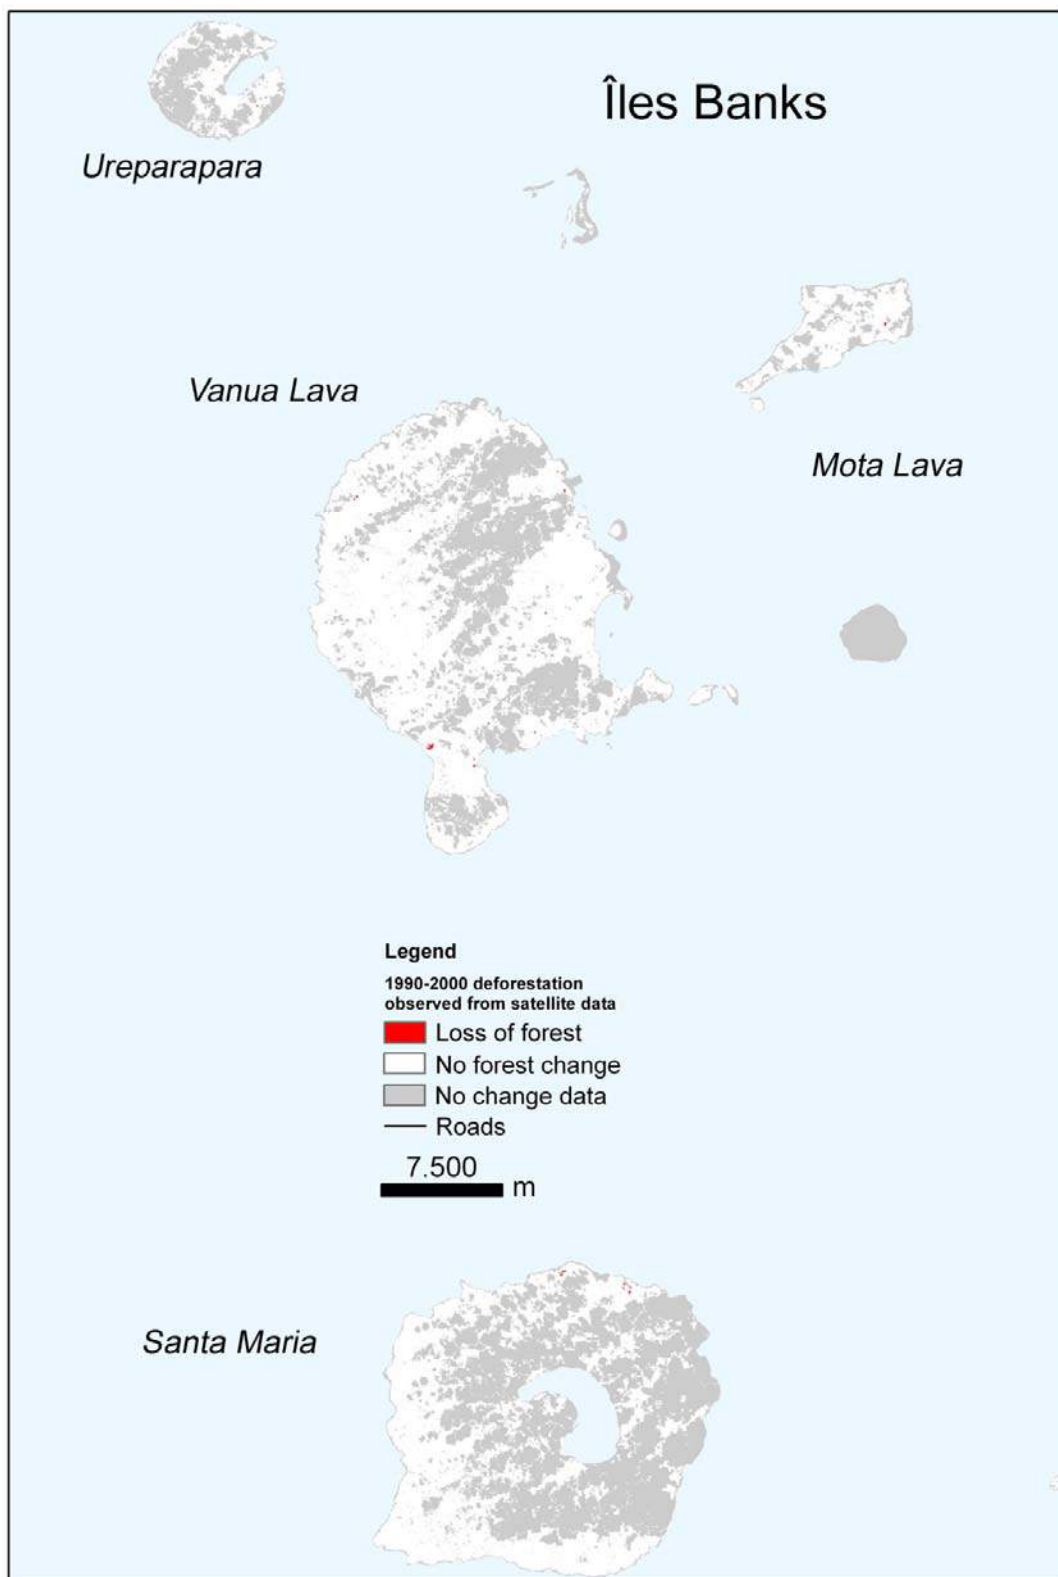 Îles Banks
Ureparapara
Vanua Lava
Mota Lava
Legend
1990-2000 deforestation
observed from satellite data
Loss of forest
No forest change
No change data
Roads
7.500
m
Santa Maria